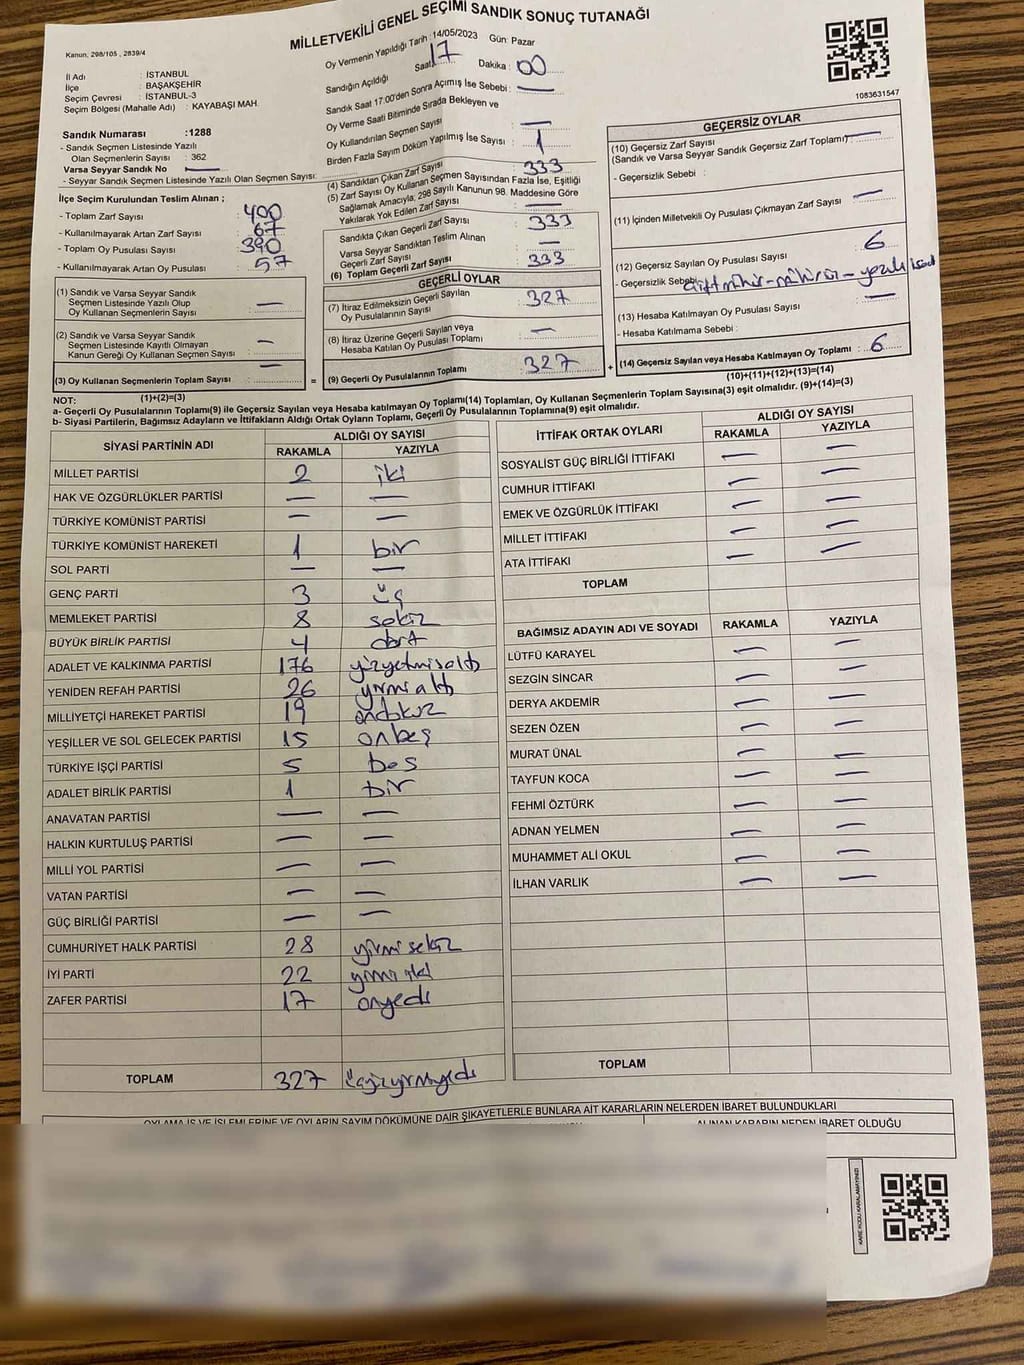 MİLLETVEKİLİ GENEL SEÇİMİ SANDIK SONUÇ TUTANAĞI
Kanun, 298/105 , 2839/4
İl Adı : İSTANBUL
İlçe : BAŞAKŞEHİR
Seçim Çevresi : İSTANBUL-3
Seçim Bölgesi (Mahalle Adı) : KAYABAŞI MAH.
Sandık Numarası :1288
- Sandık Seçmen Listesinde Yazılı
Olan Seçmenlerin Sayısı : 362
Varsa Seyyar Sandık No —
- Seyyar Sandık Seçmen Listesinde Yazılı Olan Seçmen Sayısı:
İlçe Seçim Kurulundan Teslim Alınan ;
- Toplam Zarf Sayısı : 400
- Kullanılmayarak Artan Zarf Sayısı : 67
- Toplam Oy Pusulası Sayısı : 390
- Kullanılmayarak Artan Oy Pusulası : 57
(1) Sandık ve Varsa Seyyar Sandık
Seçmen Listesinde Yazılı Olup
Oy Kullanan Seçmenlerin Sayısı : —
(2) Sandık ve Varsa Seyyar Sandık
Seçmen Listesinde Kayıtlı Olmayan
Kanun Gereği Oy Kullanan Seçmen Sayısı : —
(3) Oy Kullanan Seçmenlerin Toplam Sayısı : —
(1)+(2)=(3)
Oy Vermenin Yapıldığı Tarih :14/05/2023 Gün: Pazar
Sandığın Açıldığı Saat: 17 Dakika : 00
Sandık Saat 17.00'den Sonra Açımış İse Sebebi : —
Oy Verme Saati Bitiminde Sırada Bekleyen ve
Oy Kullandırılan Seçmen Sayısı : —
Birden Fazla Sayım Döküm Yapılmış İse Sayısı : 1
(4) Sandıktan Çıkan Zarf Sayısı : 333
(5) Zarf Sayısı Oy Kullanan Seçmen Sayısından Fazla İse, Eşitliği
Sağlamak Amacıyla, 298 Sayılı Kanunun 98. Maddesine Göre
Yakılarak Yok Edilen Zarf Sayısı : —
Sandıkta Çıkan Geçerli Zarf Sayısı : 333
Varsa Seyyar Sandıktan Teslim Alınan
Geçerli Zarf Sayısı : —
(6) Toplam Geçerli Zarf Sayısı : 333
GEÇERLİ OYLAR
(7) İtiraz Edilmeksizin Geçerli Sayılan
Oy Pusulalarının Sayısı : 327
(8) İtiraz Üzerine Geçerli Sayılan veya
Hesaba Katılan Oy Pusulası Toplamı : —
= (9) Geçerli Oy Pusulalarının Toplamı : 327
1083631547
GEÇERSİZ OYLAR
(10) Geçersiz Zarf Sayısı
(Sandık ve Varsa Seyyar Sandık Geçersiz Zarf Toplamı) —
- Geçersizlik Sebebi :
(11) İçinden Milletvekili Oy Pusulası Çıkmayan Zarf Sayısı : —
(12) Geçersiz Sayılan Oy Pusulası Sayısı : 6
- Geçersizlik Sebebi
(13) Hesaba Katılmayan Oy Pusulası Sayısı : —
- Hesaba Katılmama Sebebi :
+ (14) Geçersiz Sayılan veya Hesaba Katılmayan Oy Toplamı : 6
(10)+(11)+(12)+(13)=(14)
NOT:
a- Geçerli Oy Pusulalarının Toplamı(9) ile Geçersiz Sayılan veya Hesaba katılmayan Oy Toplamı(14) Toplamları, Oy Kullanan Seçmenlerin Toplam Sayısına(3) eşit olmalıdır. (9)+(14)=(3)
b- Siyasi Partilerin, Bağımsız Adayların ve İttifakların Aldığı Ortak Oyların Toplamı, Geçerli Oy Pusulalarının Toplamına(9) eşit olmalıdır.
SİYASİ PARTİNİN ADI ALDIĞI OY SAYISI
RAKAMLA YAZIYLA
MİLLET PARTİSİ 2 iki
HAK VE ÖZGÜRLÜKLER PARTİSİ — —
TÜRKİYE KOMÜNİST PARTİSİ — —
TÜRKİYE KOMÜNİST HAREKETİ 1 bir
SOL PARTİ — —
GENÇ PARTİ 3 üç
MEMLEKET PARTİSİ 8 sekiz
BÜYÜK BİRLİK PARTİSİ 4 dört
ADALET VE KALKINMA PARTİSİ 176 yüzyetmişaltı
YENİDEN REFAH PARTİSİ 26 yirmi altı
MİLLİYETÇİ HAREKET PARTİSİ 19 ondokuz
YEŞİLLER VE SOL GELECEK PARTİSİ 15 onbeş
TÜRKİYE İŞÇİ PARTİSİ 5 beş
ADALET BİRLİK PARTİSİ 1 bir
ANAVATAN PARTİSİ — —
HALKIN KURTULUŞ PARTİSİ — —
MİLLİ YOL PARTİSİ — —
VATAN PARTİSİ — —
GÜÇ BİRLİĞİ PARTİSİ — —
CUMHURİYET HALK PARTİSİ 28 yirmi sekiz
İYİ PARTİ 22 yirmi iki
ZAFER PARTİSİ 17 onyedi
TOPLAM 327 üçyüzyirmiyedi
İTTİFAK ORTAK OYLARI ALDIĞI OY SAYISI
RAKAMLA YAZIYLA
SOSYALİST GÜÇ BİRLİĞİ İTTİFAKI — —
CUMHUR İTTİFAKI — —
EMEK VE ÖZGÜRLÜK İTTİFAKI — —
MİLLET İTTİFAKI — —
ATA İTTİFAKI — —
TOPLAM
BAĞIMSIZ ADAYIN ADI VE SOYADI RAKAMLA YAZIYLA
LÜTFÜ KARAYEL — —
SEZGİN SİNCAR — —
DERYA AKDEMİR — —
SEZEN ÖZEN — —
MURAT ÜNAL — —
TAYFUN KOCA — —
FEHMİ ÖZTÜRK — —
ADNAN YELMEN — —
MUHAMMET ALİ OKUL — —
İLHAN VARLIK — —
TOPLAM
OYLAMA İŞ VE İŞLEMLERİNE VE OYLARIN SAYIM DÖKÜMÜNE DAİR ŞİKAYETLERLE BUNLARA AİT KARARLARIN NELERDEN İBARET BULUNDUKLARI
ALINAN KARARIN NEDEN İBARET OLDUĞU
KARE KODU KARALAMAYINIZ!